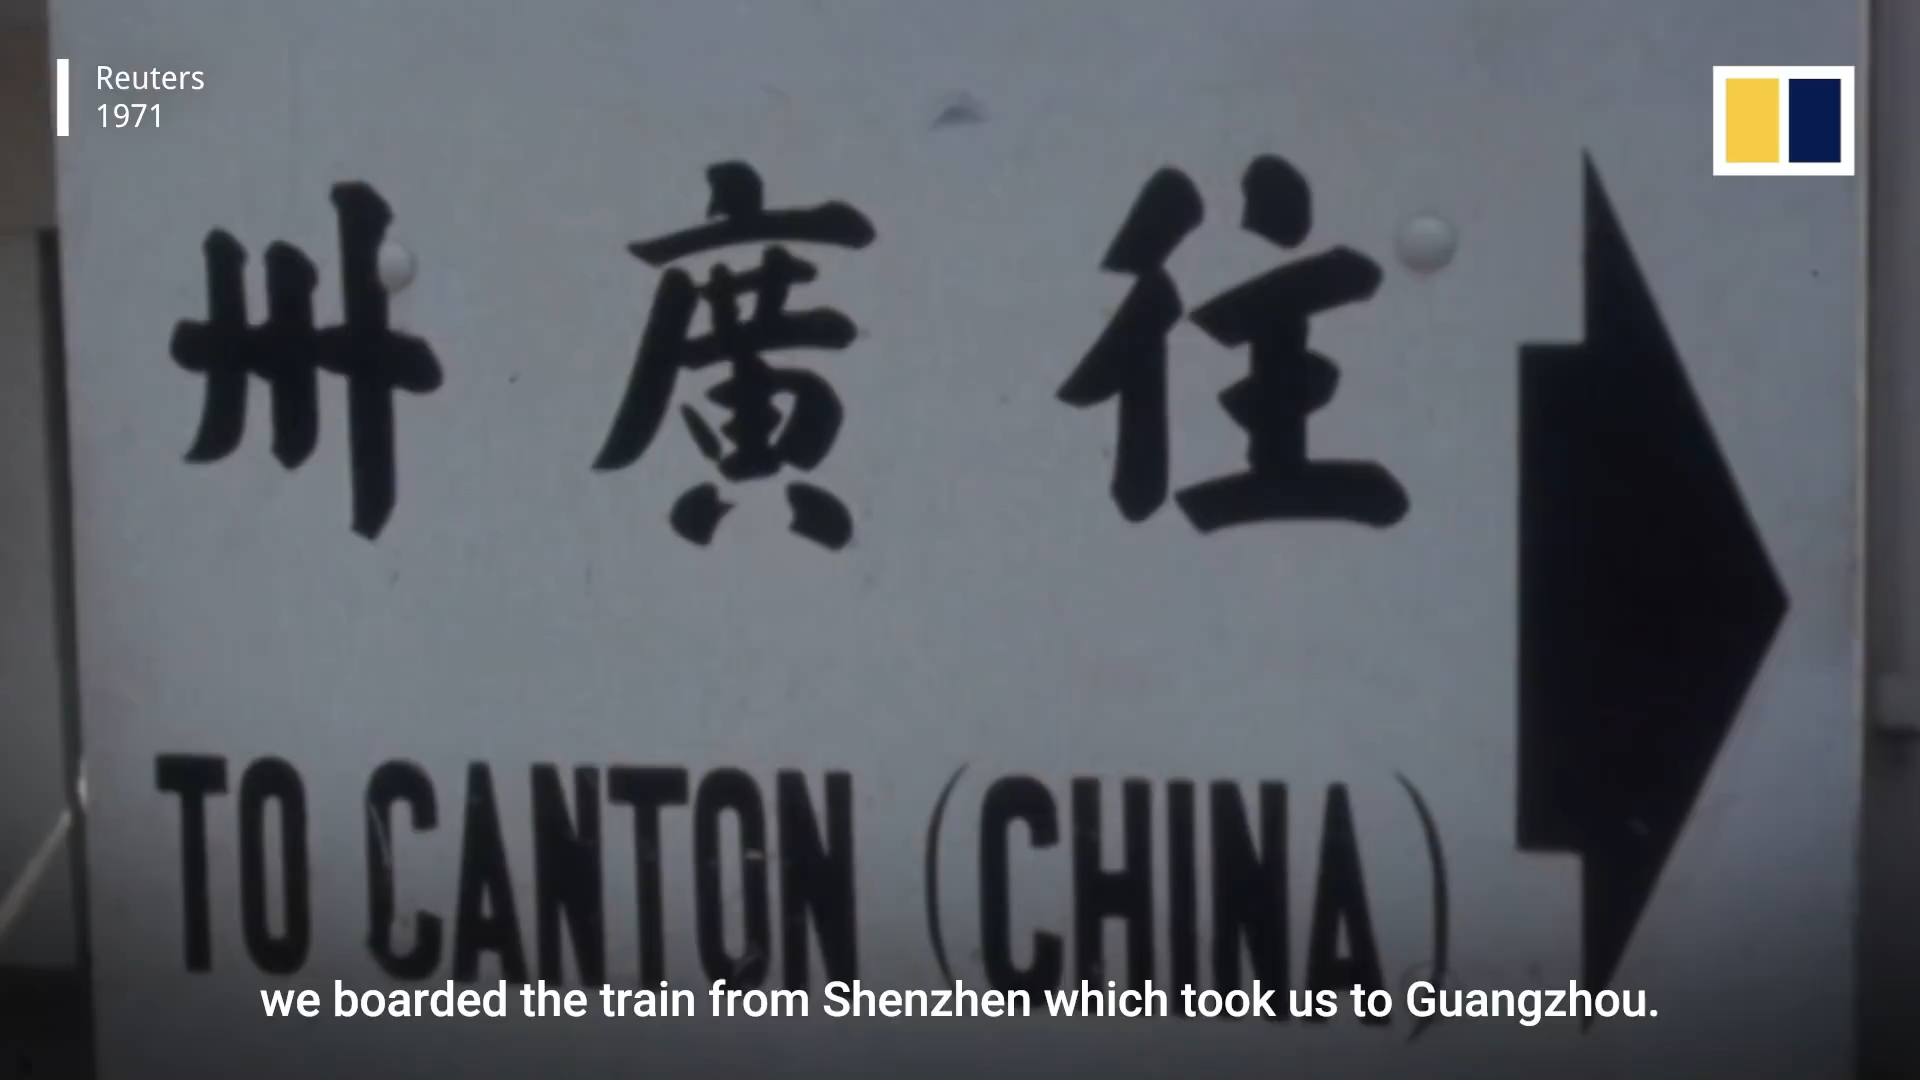 Reuters
1971
往廣州
TO CANTON (CHINA)
we boarded the train from Shenzhen which took us to Guangzhou.